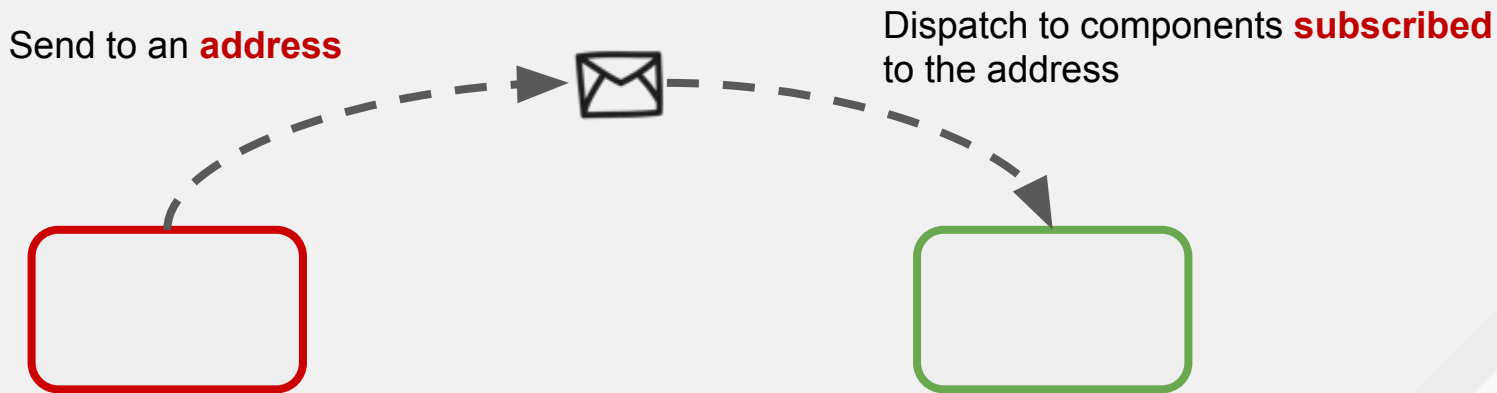 Send to an address
Dispatch to components subscribed
to the address